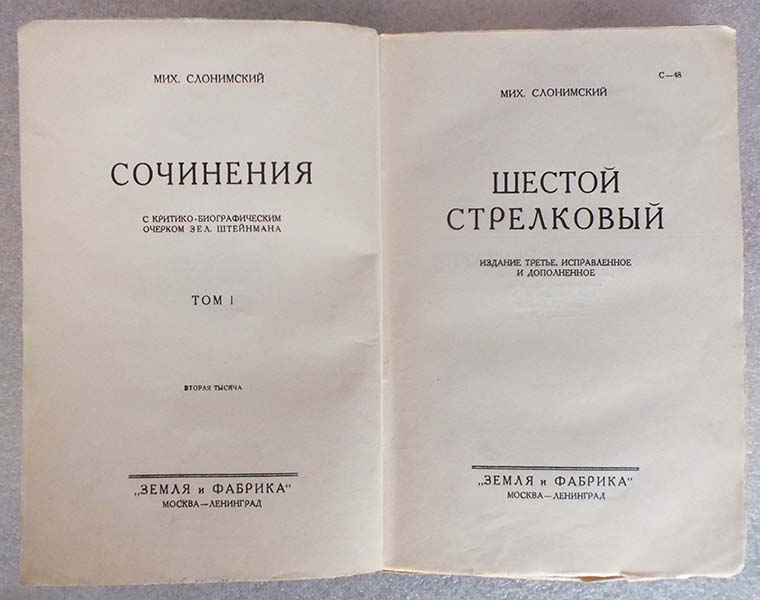 МИХ. СЛОНИМСКИЙ
СОЧИНЕНИЯ
С КРИТИКО-БИОГРАФИЧЕСКИМ
ОЧЕРКОМ ЗЕЛ. ШТЕЙНМАНА
ТОМ I
ВТОРАЯ ТЫСЯЧА
„ЗЕМЛЯ и ФАБРИКА“
МОСКВА—ЛЕНИНГРАД
С—48
МИХ. СЛОНИМСКИЙ
ШЕСТОЙ
СТРЕЛКОВЫЙ
ИЗДАНИЕ ТРЕТЬЕ, ИСПРАВЛЕННОЕ
И ДОПОЛНЕННОЕ
„ЗЕМЛЯ и ФАБРИКА“
МОСКВА—ЛЕНИНГРАД